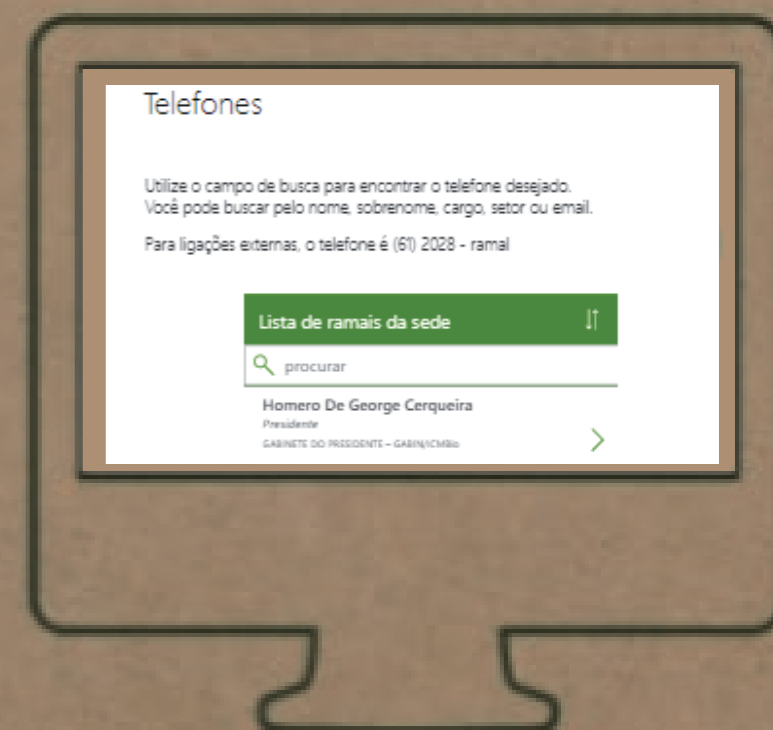 Telefones
Utilize o campo de busca para encontrar o telefone desejado.
Você pode buscar pelo nome, sobrenome, cargo, setor ou email.
Para ligações externas, o telefone é (61) 2028 - ramal
Lista de ramais da sede
procurar
Homero De George Cerqueira
Presidente
GABINETE DO PRESIDENTE – GABIN/ICMBio